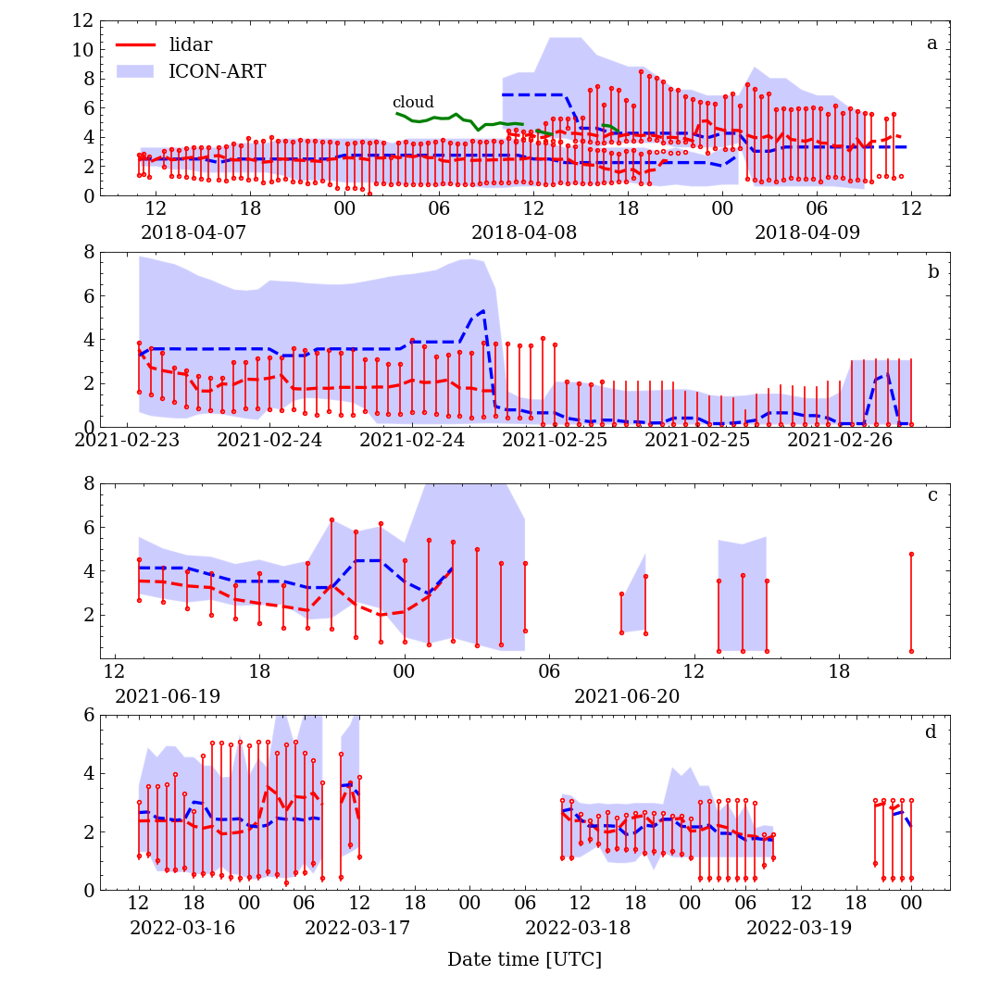 12
10
8
6
4
2
0
lidar
ICON-ART
cloud
a
12 18 00 06 12 18 00 06 12
2018-04-07 2018-04-08 2018-04-09
8
6
4
2
0
b
2021-02-23 2021-02-24 2021-02-24 2021-02-25 2021-02-25 2021-02-26
8
6
4
2
c
12 18 00 06 12 18
2021-06-19 2021-06-20
6
4
2
0
d
12 18 00 06 12 18 00 06 12 18 00 06 12 18 00
2022-03-16 2022-03-17 2022-03-18 2022-03-19
Date time [UTC]